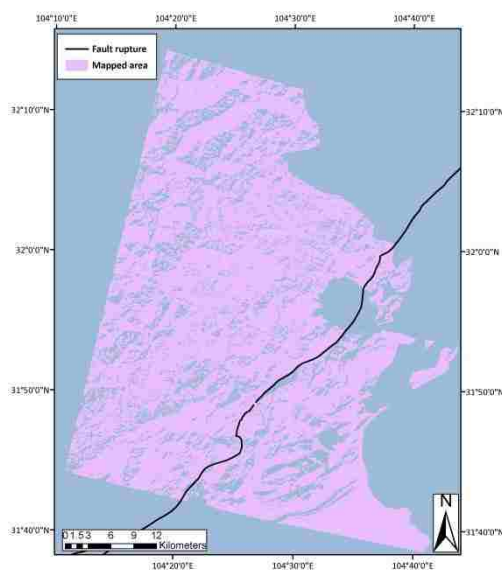 104°10'0"E 104°20'0"E 104°30'0"E 104°40'0"E
Fault rupture
Mapped area
32°10'0"N 32°10'0"N
32°0'0"N 32°0'0"N
31°50'0"N 31°50'0"N
N
31°40'0"N 31°40'0"N
0 1.5 3 6 9 12
Kilometers
104°20'0"E 104°30'0"E 104°40'0"E